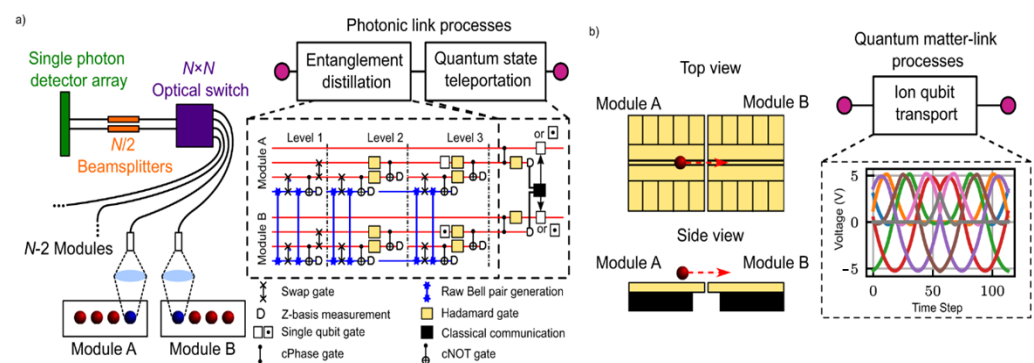 a)
Photonic link processes
Single photon
detector array
N×N
Optical switch
N/2
Beamsplitters
N-2 Modules
Module A
Module B
Entanglement
distillation
Quantum state
teleportation
Level 1
Level 2
Level 3
or
Module A
Module B
or
Swap gate
Z-basis measurement
Single qubit gate
cPhase gate
Raw Bell pair generation
Hadamard gate
Classical communication
cNOT gate
b)
Top view
Module A
Module B
Side view
Module A
Module B
Quantum matter-link
processes
Ion qubit
transport
Voltage (V)
5
0
−5
0
50
100
Time Step